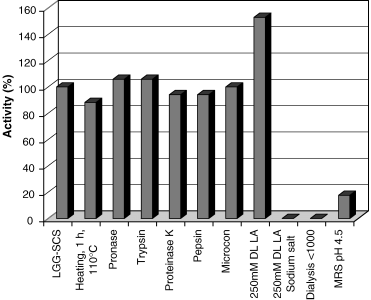 160
140
120
100
80
60
40
20
0
Activity (%)
LGG-SCS
Heating, 1 h,
110°C
Pronase
Trypsin
Proteinase K
Pepsin
Microcon
250mM DL LA
250mM DL LA
Sodium salt
Dialysis <1000
MRS pH 4.5